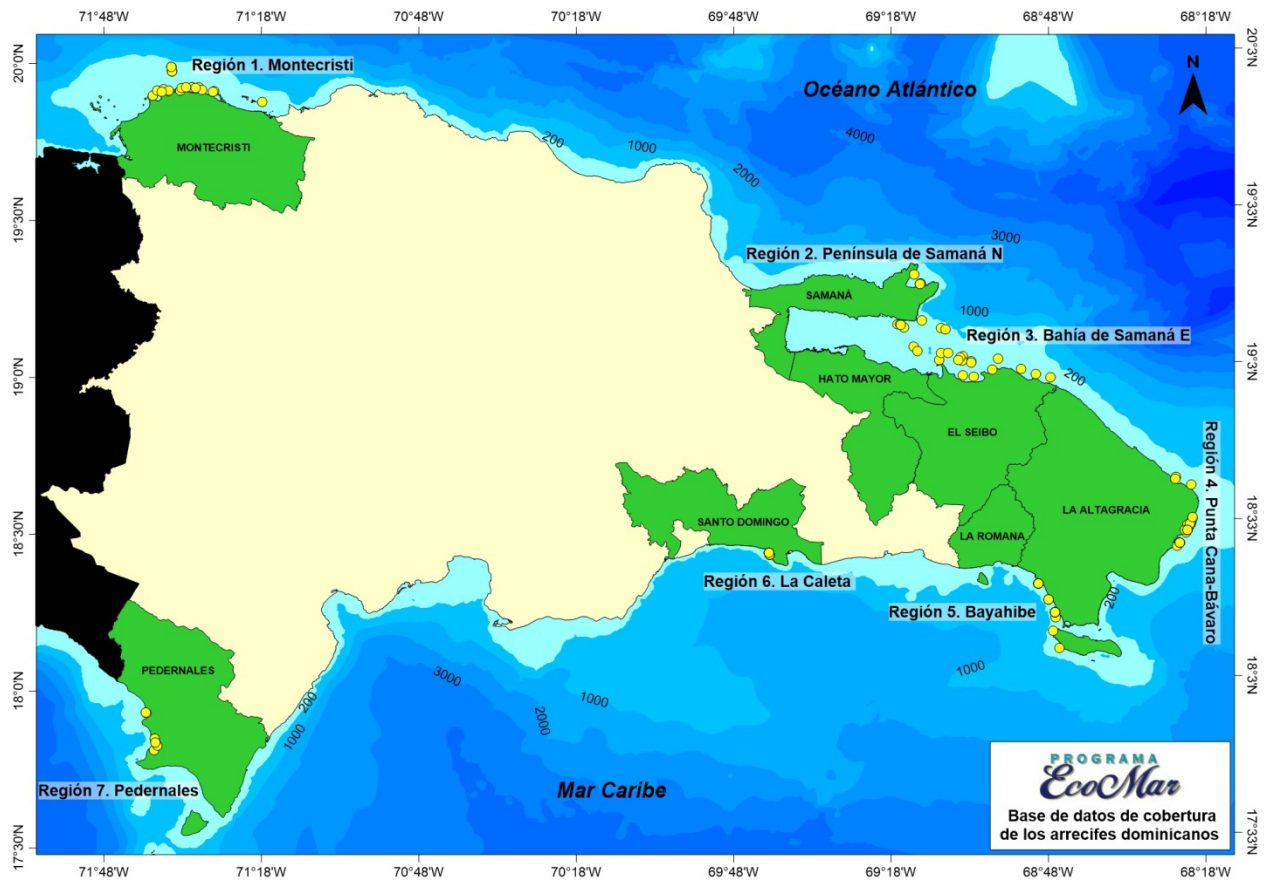 71°48'W 71°18'W 70°48'W 70°18'W 69°48'W 69°18'W 68°48'W 68°18'W
20°0'N
20°3'N
Región 1. Montecristi
Océano Atlántico
N
MONTECRISTI
200
1000
2000
4000
19°30'N
19°33'N
3000
Región 2. Península de Samaná N
SAMANÁ
1000
Región 3. Bahía de Samaná E
200
19°0'N
19°3'N
HATO MAYOR
EL SEIBO
Región 4. Punta Cana-Bávaro
LA ALTAGRACIA
SANTO DOMINGO
LA ROMANA
18°30'N
18°33'N
Región 6. La Caleta
Región 5. Bayahibe
200
PEDERNALES
18°0'N
18°3'N
3000
1000
2000
1000
200
1000
Región 7. Pedernales
Mar Caribe
PROGRAMA
EcoMar
Base de datos de cobertura
de los arrecifes dominicanos
17°30'N
17°33'N
71°48'W 71°18'W 70°48'W 70°18'W 69°48'W 69°18'W 68°48'W 68°18'W